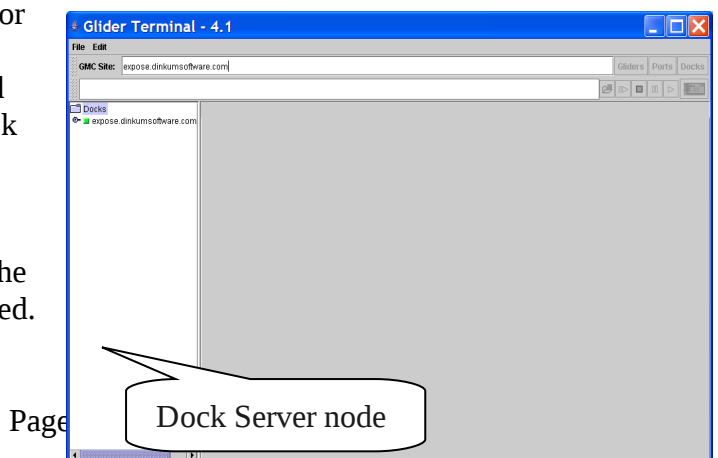 or
Glider Terminal - 4.1
File Edit
GMC Site: expose.dinkumsoftware.com
Gliders Ports Docks
l
k
Docks
expose.dinkumsoftware.com
he
ed.
Dock Server node
Page